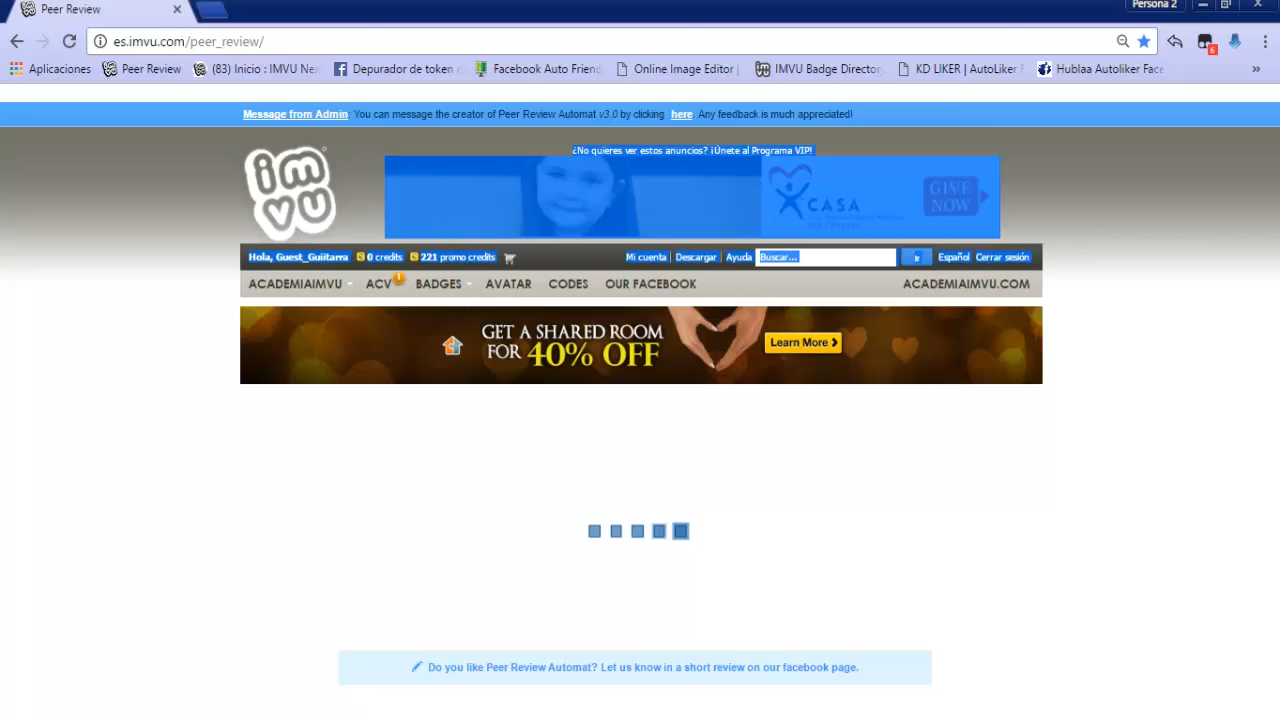 Peer Review
Persona 2
es.imvu.com/peer_review/
6
Aplicaciones Peer Review (83) Inicio : IMVU Nex Depurador de token Facebook Auto Frien Online Image Editor | IMVU Badge Directory KD LIKER | AutoLiker F Hublaa Autoliker Face »
Message from Admin: You can message the creator of Peer Review Automat v3.0 by clicking here. Any feedback is much appreciated!
¿No quieres ver estos anuncios? ¡Únete al Programa VIP!
imvu
CASA
GIVE NOW
Hola, Guest_Guiitarra 0 credits 221 promo credits Mi cuenta | Descargar | Ayuda Buscar... Ir Español Cerrar sesión
ACADEMIAIMVU ACV ! BADGES AVATAR CODES OUR FACEBOOK ACADEMIAIMVU.COM
GET A SHARED ROOM
FOR 40% OFF
Learn More
Do you like Peer Review Automat? Let us know in a short review on our facebook page.